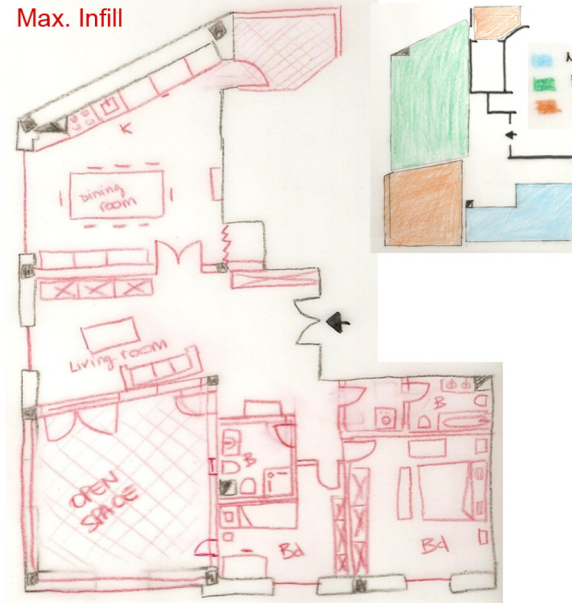 Max. Infill
K
Dining
room
Living room
OPEN
SPACE
B
B
Bd
Bd